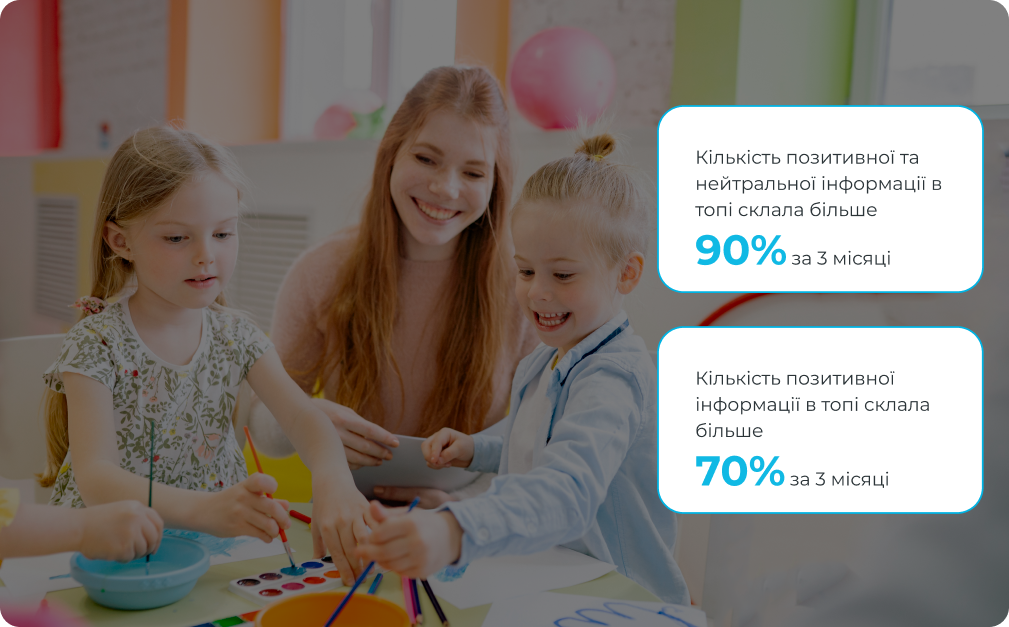 Кількість позитивної та
нейтральної інформації в
топі склала більше
90% за 3 місяці
Кількість позитивної
інформації в топі склала
більше
70% за 3 місяці